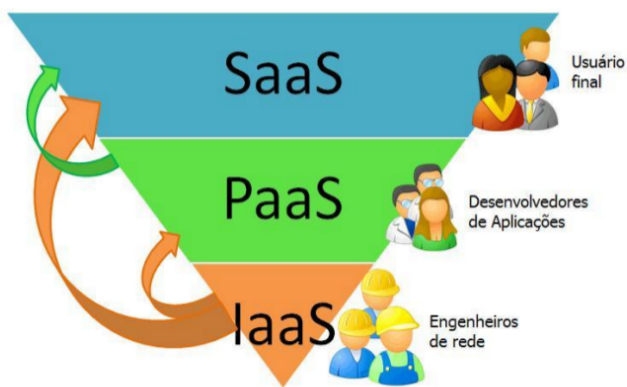 SaaS
Usuário
final
PaaS
Desenvolvedores
de Aplicações
IaaS
Engenheiros
de rede